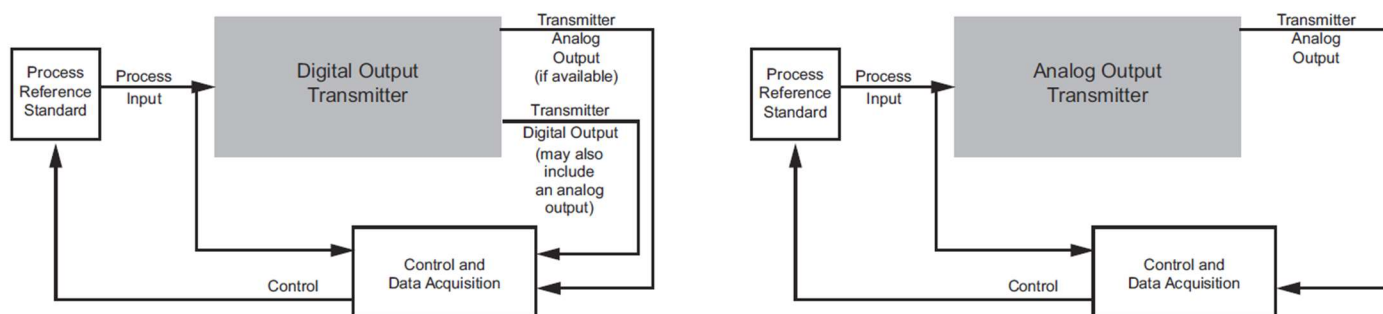 Process
Reference
Standard
Process
Input
Digital Output
Transmitter
Transmitter
Analog
Output
(if available)
Transmitter
Digital Output
(may also
include
an analog
output)
Control and
Data Acquisition
Control
Process
Reference
Standard
Process
Input
Analog Output
Transmitter
Transmitter
Analog
Output
Control and
Data Acquisition
Control